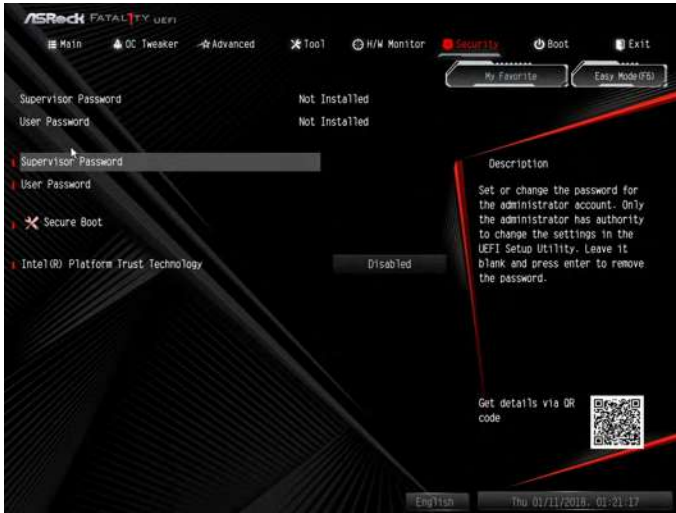 ASRock FATAL1TY UEFI
Main OC Tweaker Advanced Tool H/W Monitor Security Boot Exit
My Favorite Easy Mode(F6)
Supervisor Password Not Installed
User Password Not Installed
Supervisor Password
User Password
Secure Boot
Intel(R) Platform Trust Technology Disabled
Description
Set or change the password for
the administrator account. Only
the administrator has authority
to change the settings in the
UEFI Setup Utility. Leave it
blank and press enter to remove
the password.
Get details via QR
code
English Thu 01/11/2018. 01:21:17